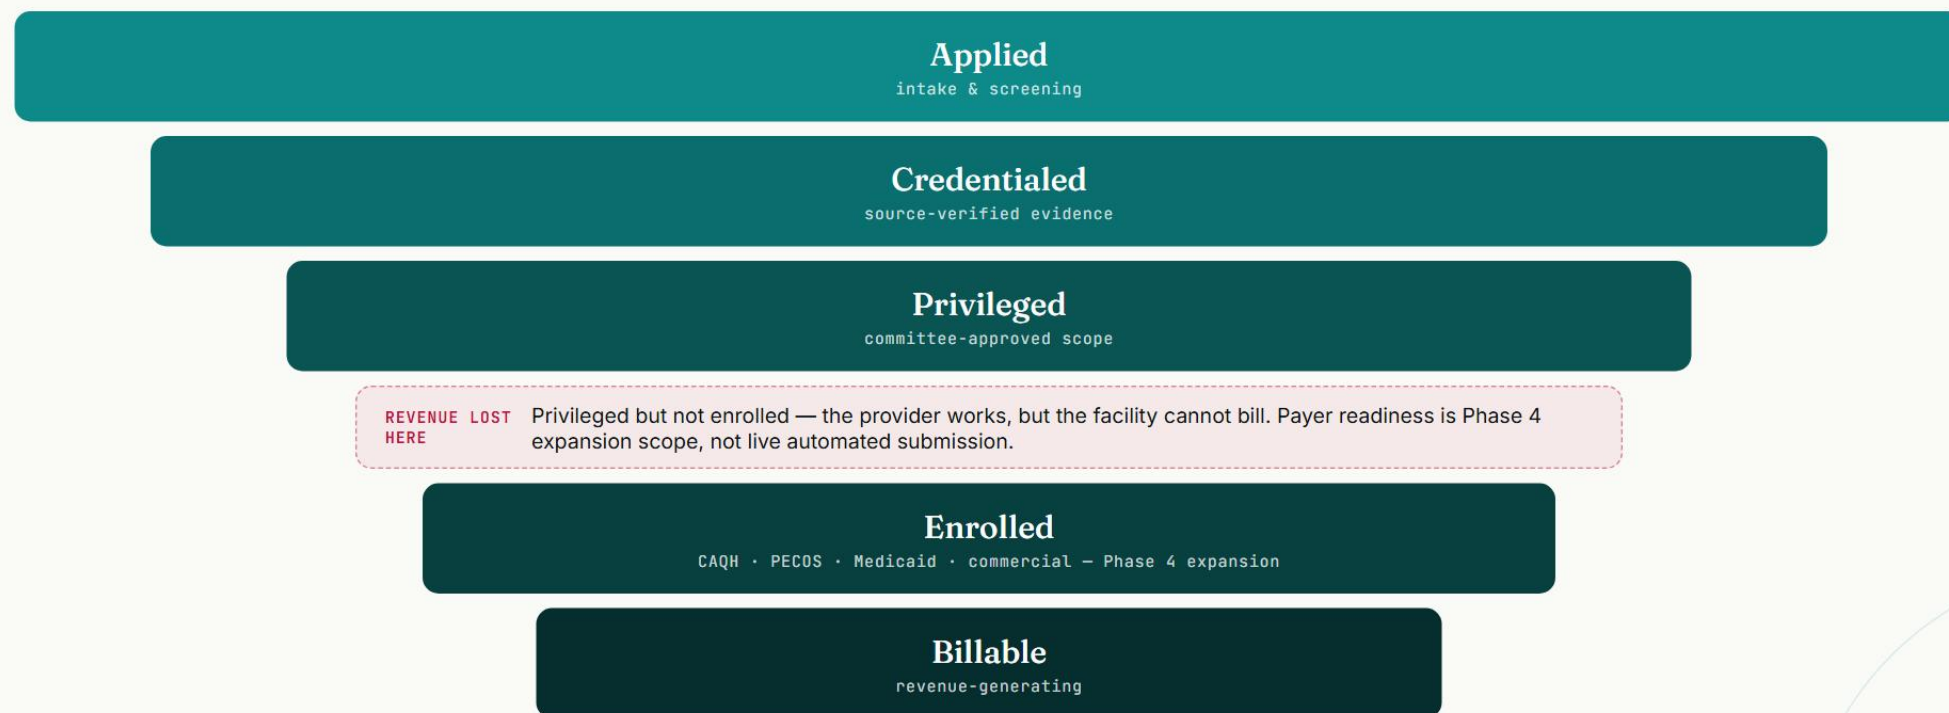 Applied
intake & screening
Credentialed
source-verified evidence
Privileged
committee-approved scope
REVENUE LOST
HERE
Privileged but not enrolled — the provider works, but the facility cannot bill. Payer readiness is Phase 4
expansion scope, not live automated submission.
Enrolled
CAQH · PECOS · Medicaid · commercial — Phase 4 expansion
Billable
revenue-generating